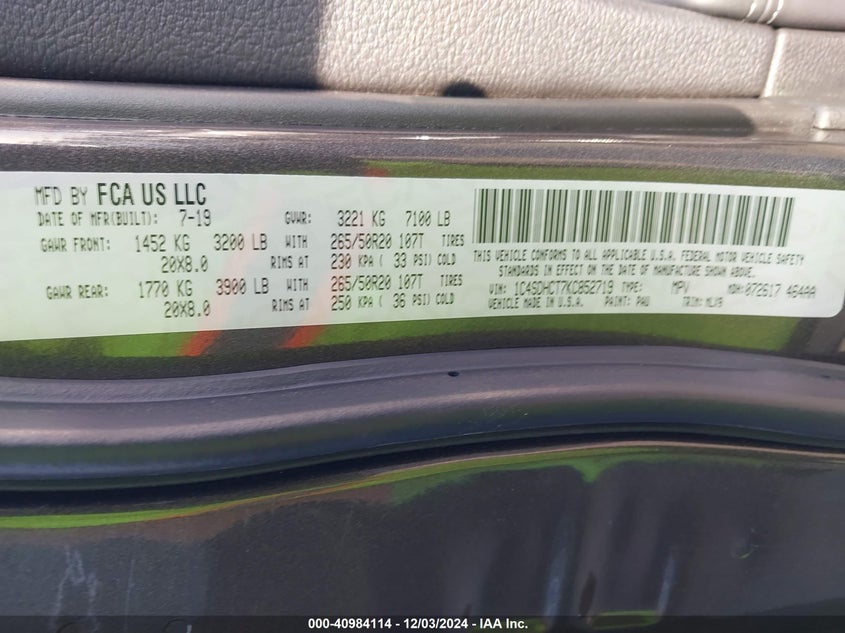 MFD BY FCA US LLC
DATE OF MFR(BUILT): 7-19 GVWR: 3221 KG 7100 LB
GAWR FRONT: 1452 KG 3200 LB WITH 265/50R20 107T TIRES
20X8.0 RIMS AT 230 KPA ( 33 PSI) COLD
GAWR REAR: 1770 KG 3900 LB WITH 265/50R20 107T TIRES
20X8.0 RIMS AT 250 KPA ( 36 PSI) COLD
THIS VEHICLE CONFORMS TO ALL APPLICABLE U.S.A. FEDERAL MOTOR VEHICLE SAFETY
STANDARDS IN EFFECT ON THE DATE OF MANUFACTURE SHOWN ABOVE.
VIN: 1C4SDHCT7KC852719 TYPE: MPV MDH: 072617 464AA
MADE IN U.S.A. PAINT: PAU TRIM: MLV9
000-40984114 - 12/03/2024 - IAA Inc.